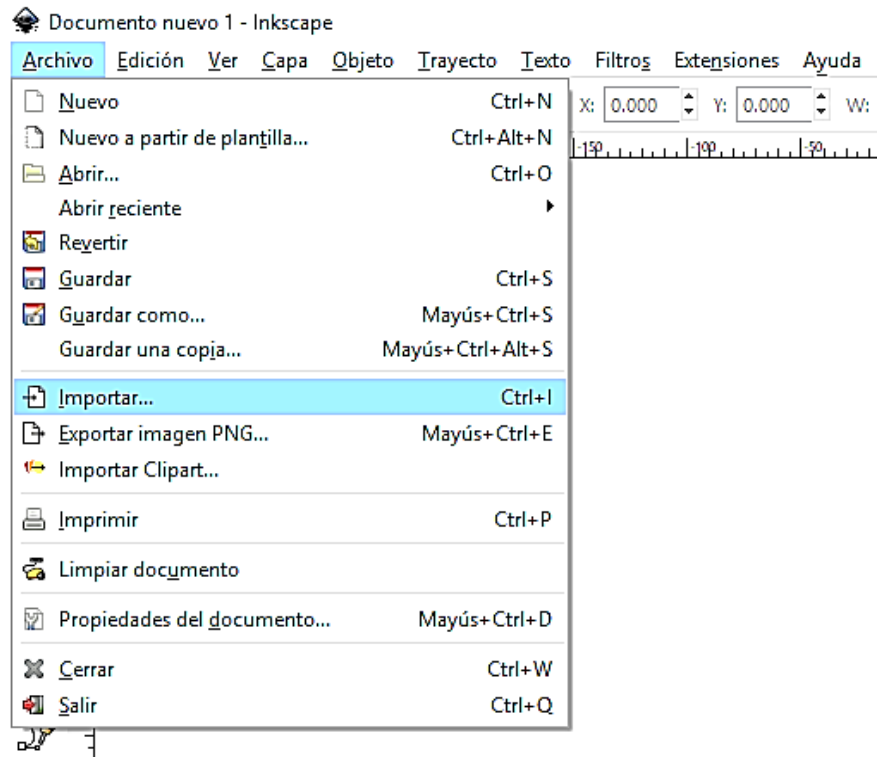 Documento nuevo 1 - Inkscape
Archivo Edición Ver Capa Objeto Trayecto Texto Filtros Extensiones Ayuda
Nuevo Ctrl+N X: 0.000 Y: 0.000 W:
Nuevo a partir de plantilla... Ctrl+Alt+N
-150 -100 -50
Abrir... Ctrl+O
Abrir reciente
Revertir
Guardar Ctrl+S
Guardar como... Mayús+Ctrl+S
Guardar una copia... Mayús+Ctrl+Alt+S
Importar... Ctrl+I
Exportar imagen PNG... Mayús+Ctrl+E
Importar Clipart...
Imprimir Ctrl+P
Limpiar documento
Propiedades del documento... Mayús+Ctrl+D
Cerrar Ctrl+W
Salir Ctrl+Q